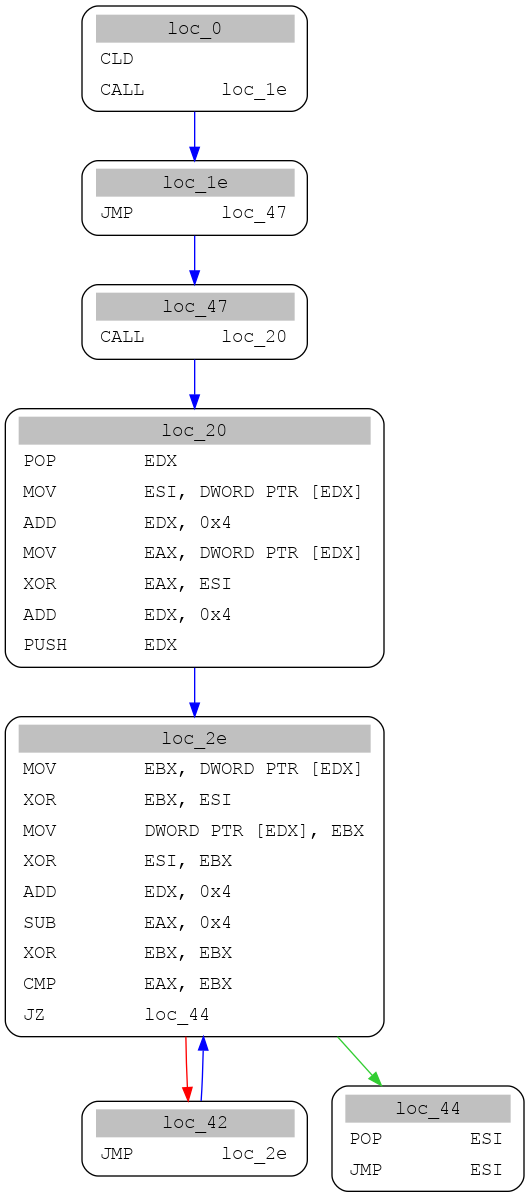 loc_0
CLD
CALL loc_1e
loc_1e
JMP loc_47
loc_47
CALL loc_20
loc_20
POP EDX
MOV ESI, DWORD PTR [EDX]
ADD EDX, 0x4
MOV EAX, DWORD PTR [EDX]
XOR EAX, ESI
ADD EDX, 0x4
PUSH EDX
loc_2e
MOV EBX, DWORD PTR [EDX]
XOR EBX, ESI
MOV DWORD PTR [EDX], EBX
XOR ESI, EBX
ADD EDX, 0x4
SUB EAX, 0x4
XOR EBX, EBX
CMP EAX, EBX
JZ loc_44
loc_42
JMP loc_2e
loc_44
POP ESI
JMP ESI